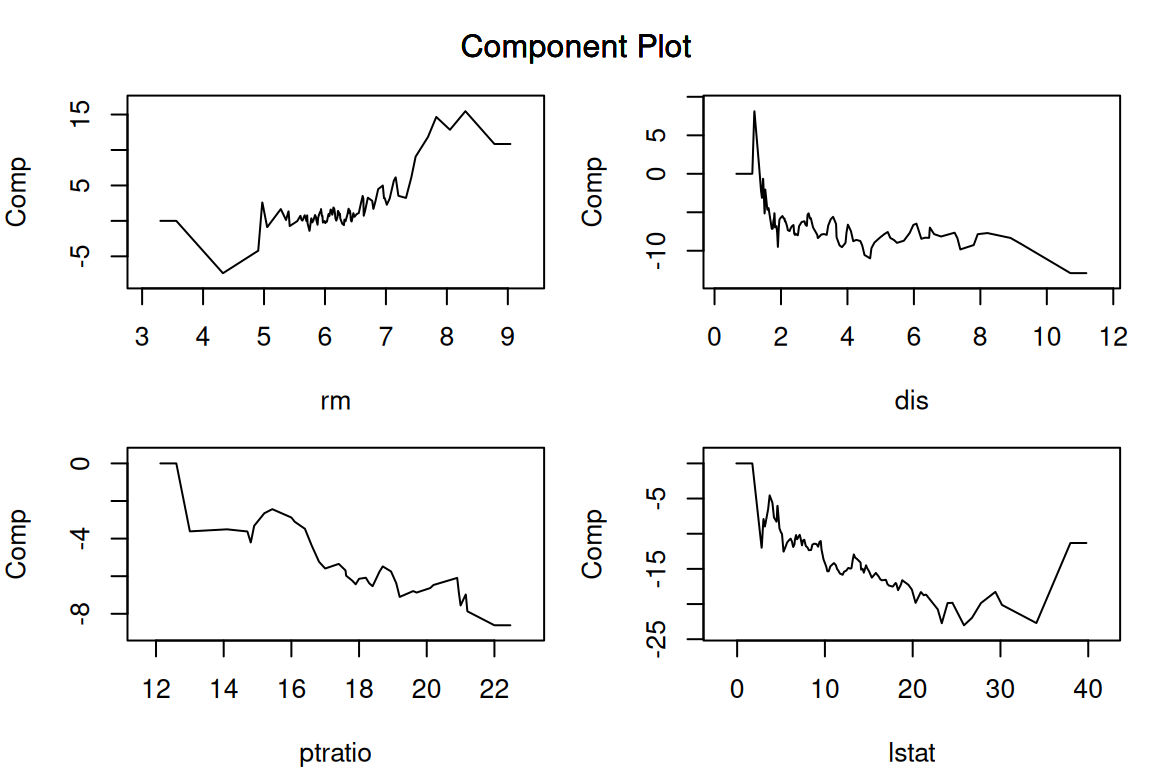 Component Plot
15
5
-5
Comp
3 4 5 6 7 8 9
rm
5
0
-10
Comp
0 2 4 6 8 10 12
dis
0
-4
-8
Comp
12 14 16 18 20 22
ptratio
-5
-15
-25
Comp
0 10 20 30 40
lstat